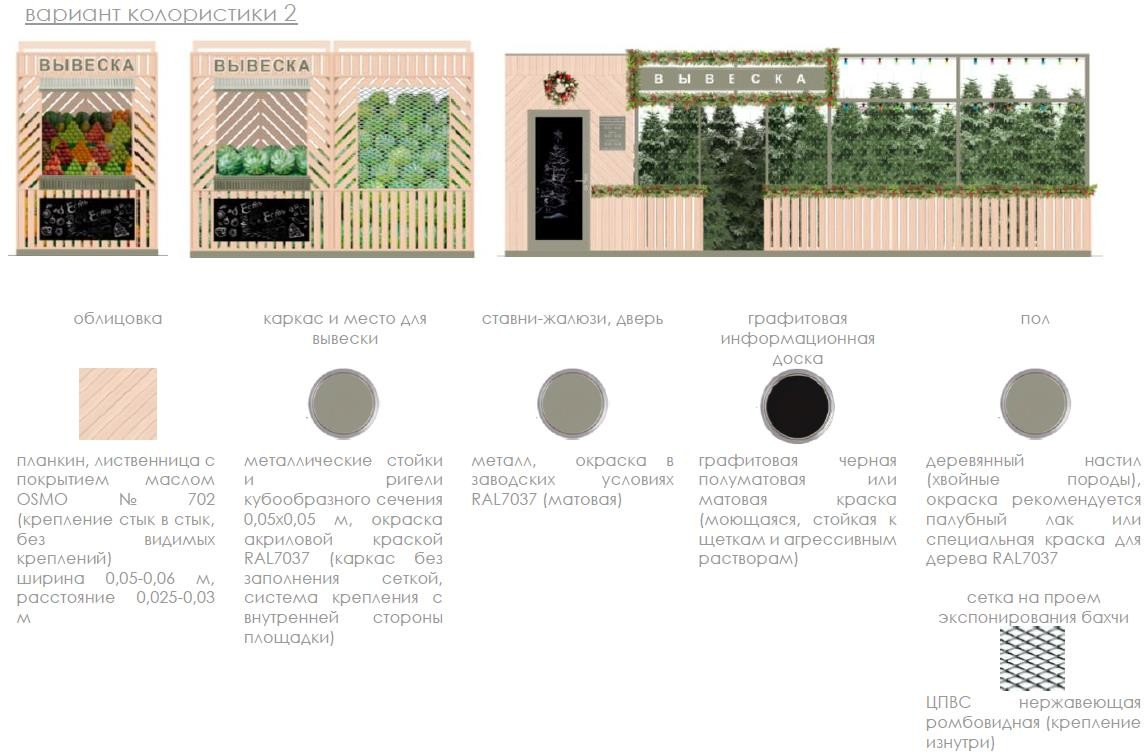 вариант колористики 2
ВЫВЕСКА
ВЫВЕСКА
ВЫВЕСКА
облицовка
планкин, лиственница с
покрытием маслом
OSMO № 702
(крепление стык в стык,
без видимых
креплений)
ширина 0,05-0,06 м,
расстояние 0,025-0,03
м
каркас и место для
вывески
металлические стойки
и ригели
кубообразного сечения
0,05х0,05 м, окраска
акриловой краской
RAL7037 (каркас без
заполнения сеткой,
система крепления с
внутренней стороны
площадки)
ставни-жалюзи, дверь
металл, окраска в
заводских условиях
RAL7037 (матовая)
графитовая
информационная
доска
графитовая черная
полуматовая или
матовая краска
(моющаяся, стойкая к
щеткам и агрессивным
растворам)
пол
деревянный настил
(хвойные породы),
окраска рекомендуется
палубный лак или
специальная краска для
дерева RAL7037
сетка на проем
экспонирования бахчи
ЦПВС нержавеющая
ромбовидная (крепление
изнутри)